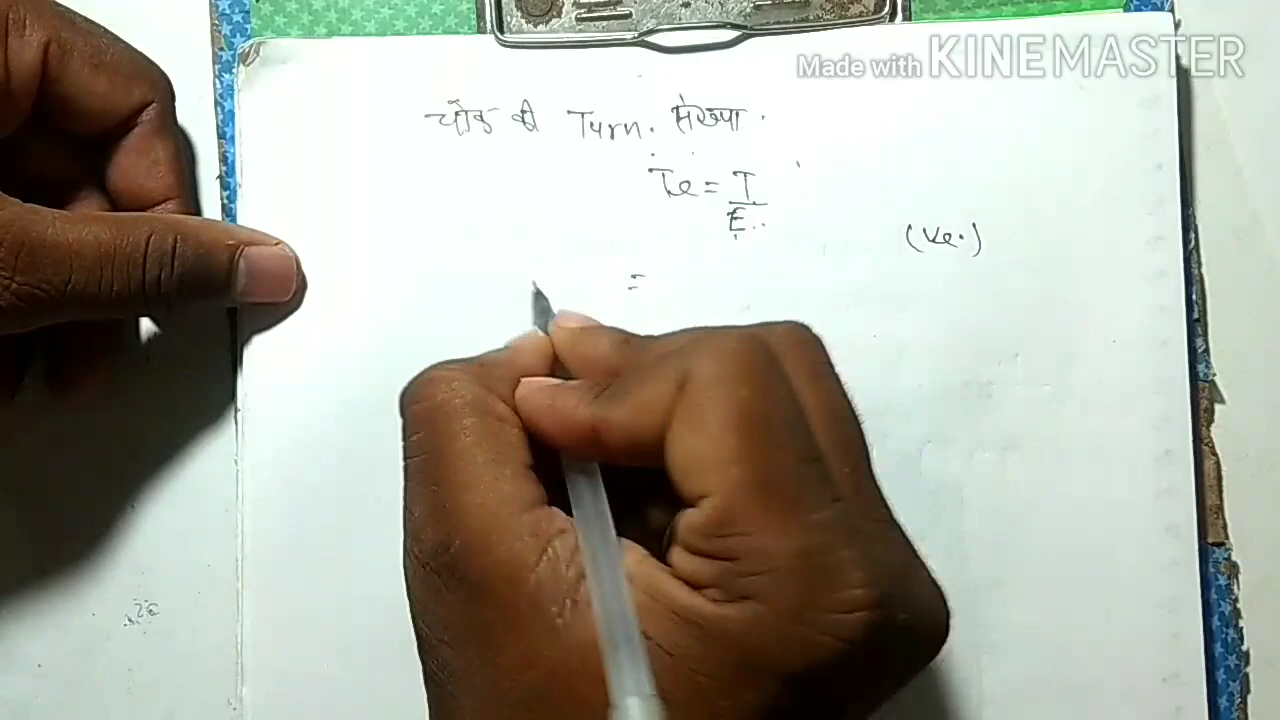 Made with KINEMASTER
चौक की Turn. संख्या.
Te = T
E..
(Ve.)
=